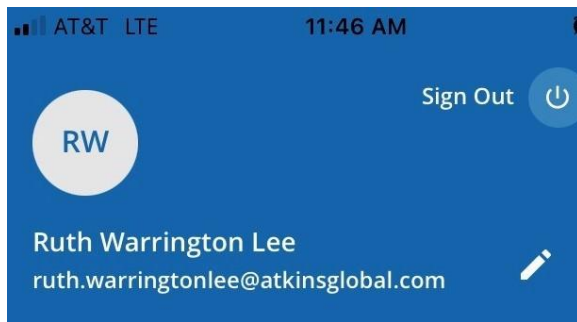 AT&T LTE 11:46 AM
Sign Out
RW
Ruth Warrington Lee
ruth.warringtonlee@atkinsglobal.com